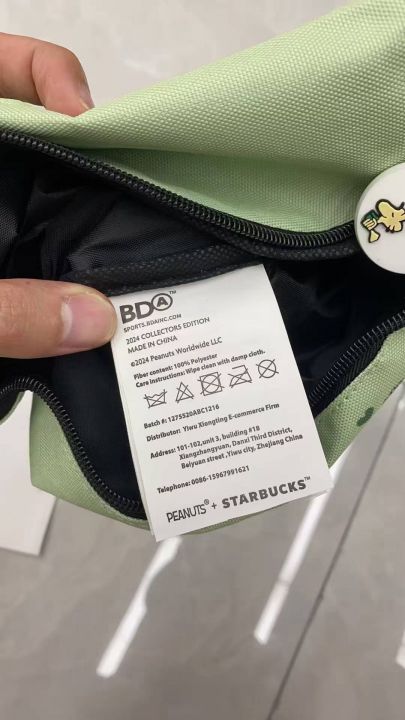 BDA™
SPORTS.BDAINC.COM
2024 COLLECTORS EDITION
MADE IN CHINA
©2024 Peanuts Worldwide LLC
Fiber content: 100% Polyester
Care Instructions: Wipe clean with damp cloth.
Batch #: 1275520ABC1216
Distributor: Yiwu Xiongting E-commerce Firm
Address: 101-102,unit 3, building #18
Xiangzhangyuan, Danxi Third District,
Beiyuan street ,Yiwu city, Zhejiang China
Telephone: 0086-15967991621
PEANUTS® + STARBUCKS™